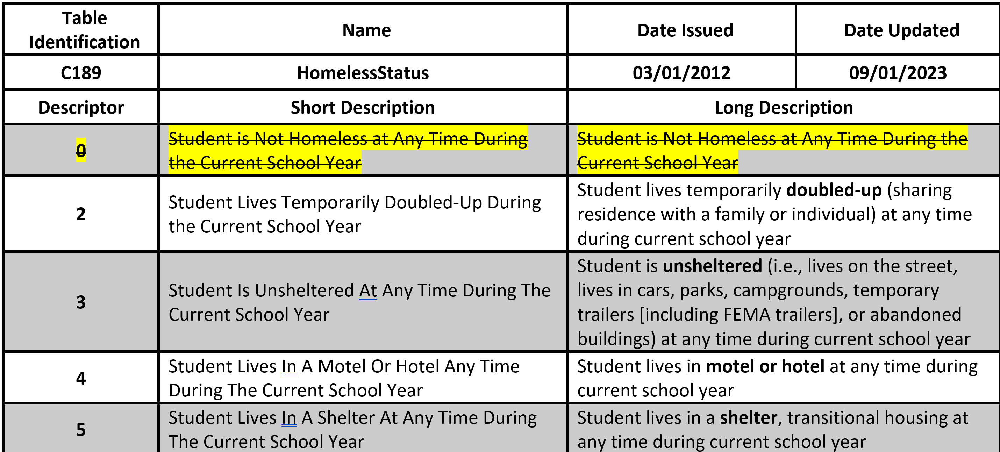 Table
Identification
Name
Date Issued
Date Updated
C189
HomelessStatus
03/01/2012
09/01/2023
Descriptor
Short Description
Long Description
0
Student is Not Homeless at Any Time During
the Current School Year
Student is Not Homeless at Any Time During the
Current School Year
2
Student Lives Temporarily Doubled-Up During
the Current School Year
Student lives temporarily doubled-up (sharing
residence with a family or individual) at any time
during current school year
3
Student Is Unsheltered At Any Time During The
Current School Year
Student is unsheltered (i.e., lives on the street,
lives in cars, parks, campgrounds, temporary
trailers [including FEMA trailers], or abandoned
buildings) at any time during current school year
4
Student Lives In A Motel Or Hotel Any Time
During The Current School Year
Student lives in motel or hotel at any time during
current school year
5
Student Lives In A Shelter At Any Time During
The Current School Year
Student lives in a shelter, transitional housing at
any time during current school year